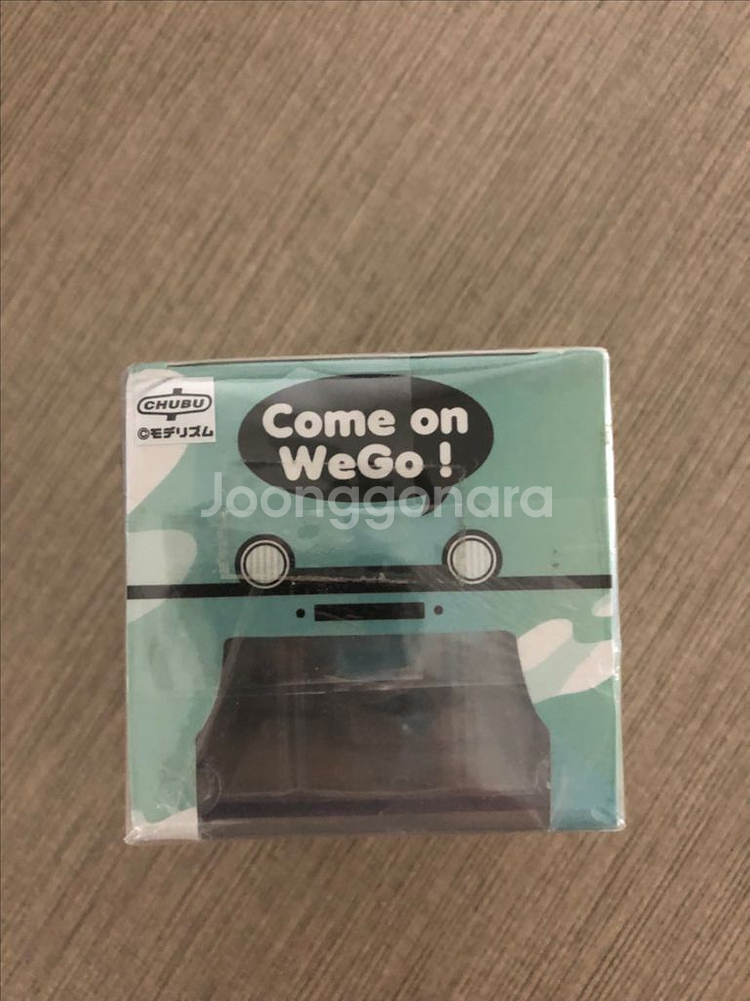 CHUBU
©モデリズム
Come on
WeGo !
Joonggonara